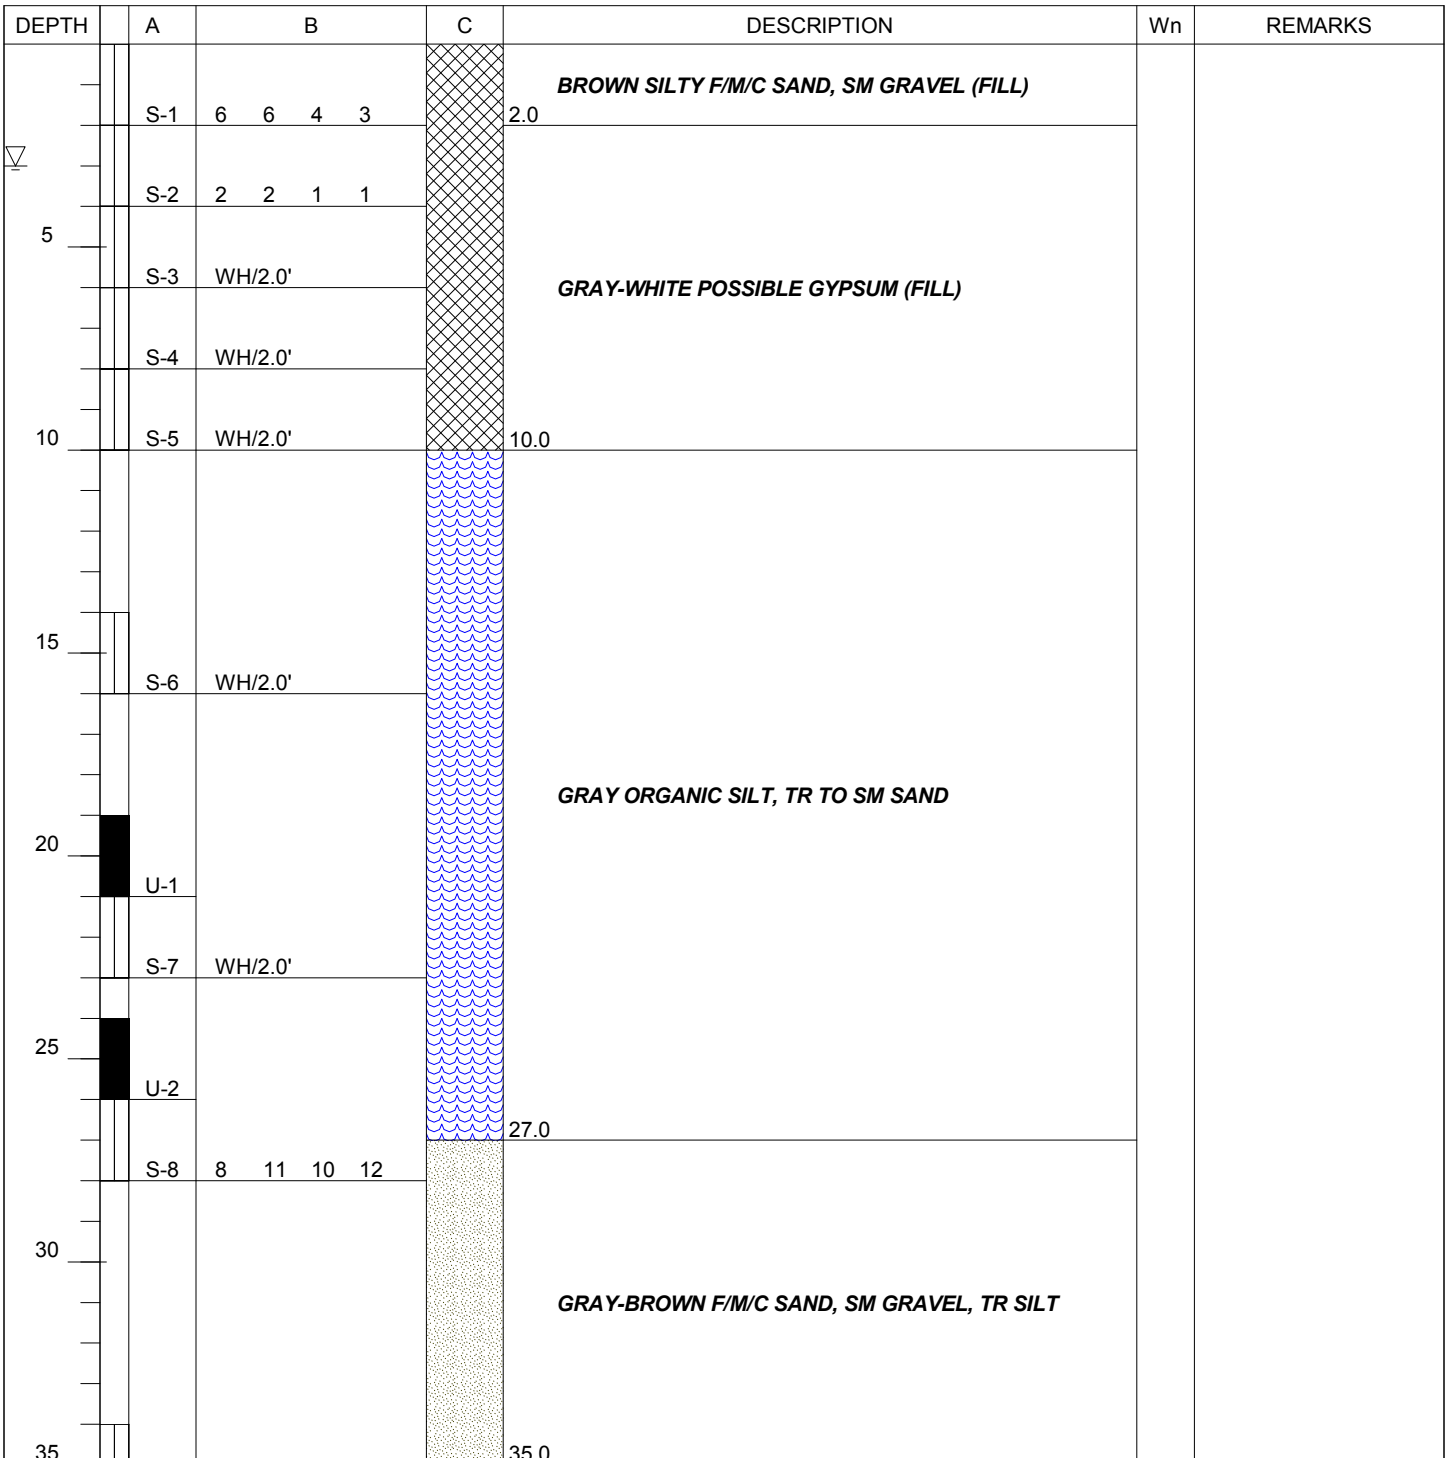 DEPTH A B C DESCRIPTION Wn REMARKS
BROWN SILTY F/M/C SAND, SM GRAVEL (FILL)
S-1 6 6 4 3 2.0
S-2 2 2 1 1
5
S-3 WH/2.0'
GRAY-WHITE POSSIBLE GYPSUM (FILL)
S-4 WH/2.0'
10 S-5 WH/2.0' 10.0
15
S-6 WH/2.0'
GRAY ORGANIC SILT, TR TO SM SAND
20
U-1
S-7 WH/2.0'
25
U-2
27.0
S-8 8 11 10 12
30
GRAY-BROWN F/M/C SAND, SM GRAVEL, TR SILT
35 35.0